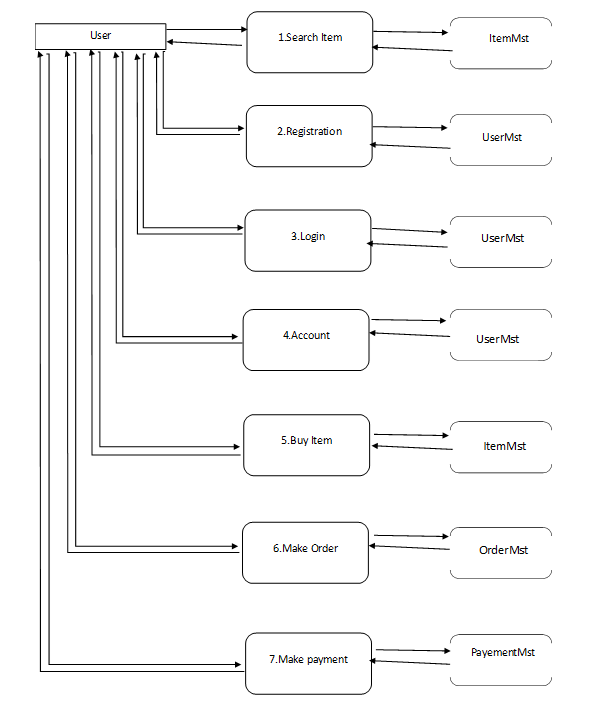 User
1.Search Item
ItemMst
2.Registration
UserMst
3.Login
UserMst
4.Account
UserMst
5.Buy Item
ItemMst
6.Make Order
OrderMst
7.Make payment
PayementMst